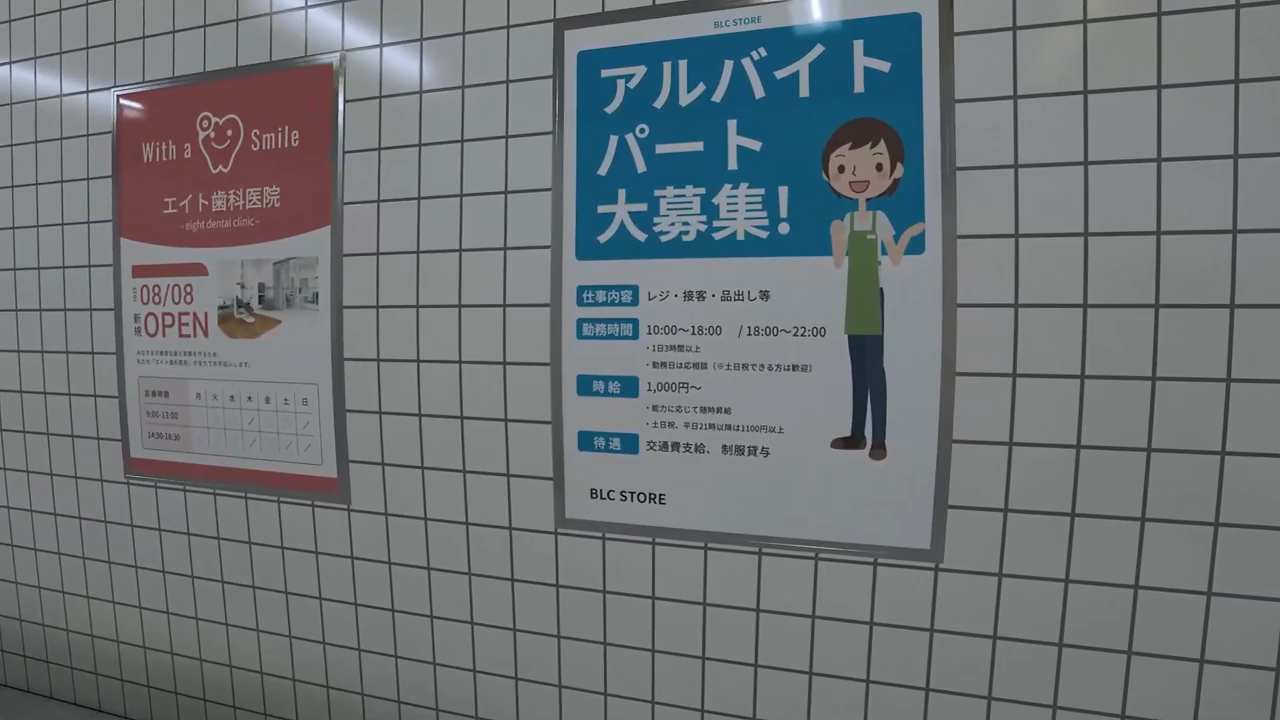 With a Smile
エイト歯科医院
- eight dental clinic -
08/08
新規 OPEN
診療時間 月 火 水 木 金 土 日
9:00-13:00 ／ ／
14:30-18:30 ／ ／ ／
BLC STORE
アルバイト
パート
大募集!
仕事内容 レジ・接客・品出し等
勤務時間 10:00〜18:00 / 18:00〜22:00
・1日3時間以上
・勤務日は応相談（※土日祝できる方は歓迎）
時給 1,000円〜
・能力に応じて随時昇給
・土日祝、平日21時以降は1100円以上
待遇 交通費支給、制服貸与
BLC STORE